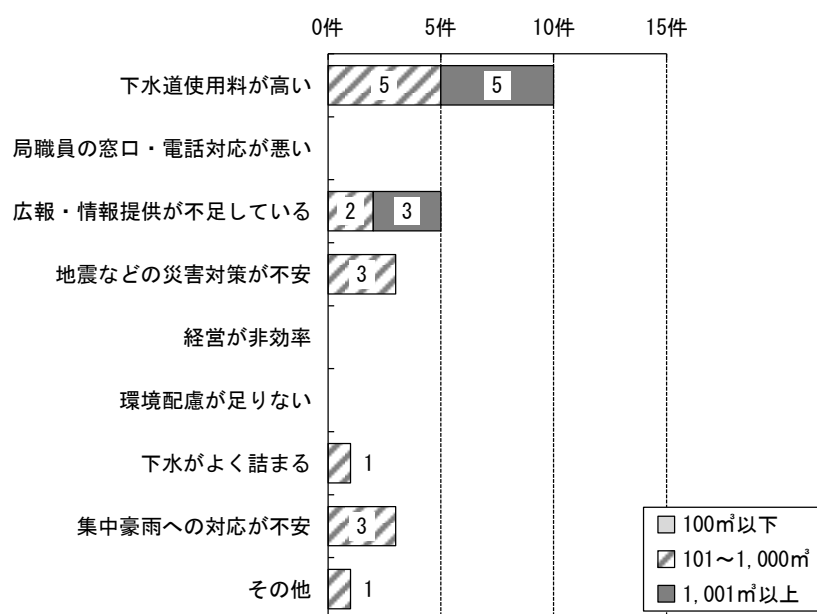 0件 5件 10件 15件
下水道使用料が高い 5 5
局職員の窓口・電話対応が悪い
広報・情報提供が不足している 2 3
地震などの災害対策が不安 3
経営が非効率
環境配慮が足りない
下水がよく詰まる 1
集中豪雨への対応が不安 3
その他 1
100㎥以下
101～1,000㎥
1,001㎥以上